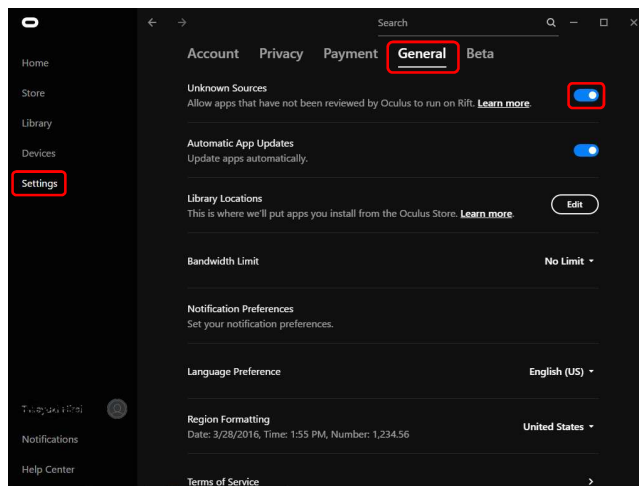 Search
Account Privacy Payment General Beta
Home
Store
Library
Devices
Settings
Notifications
Help Center
Unknown Sources
Allow apps that have not been reviewed by Oculus to run on Rift. Learn more.
Automatic App Updates
Update apps automatically.
Library Locations
This is where we'll put apps you install from the Oculus Store. Learn more.
Edit
Bandwidth Limit
No Limit
Notification Preferences
Set your notification preferences.
Language Preference
English (US)
Region Formatting
Date: 3/28/2016, Time: 1:55 PM, Number: 1,234.56
United States
Terms of Service